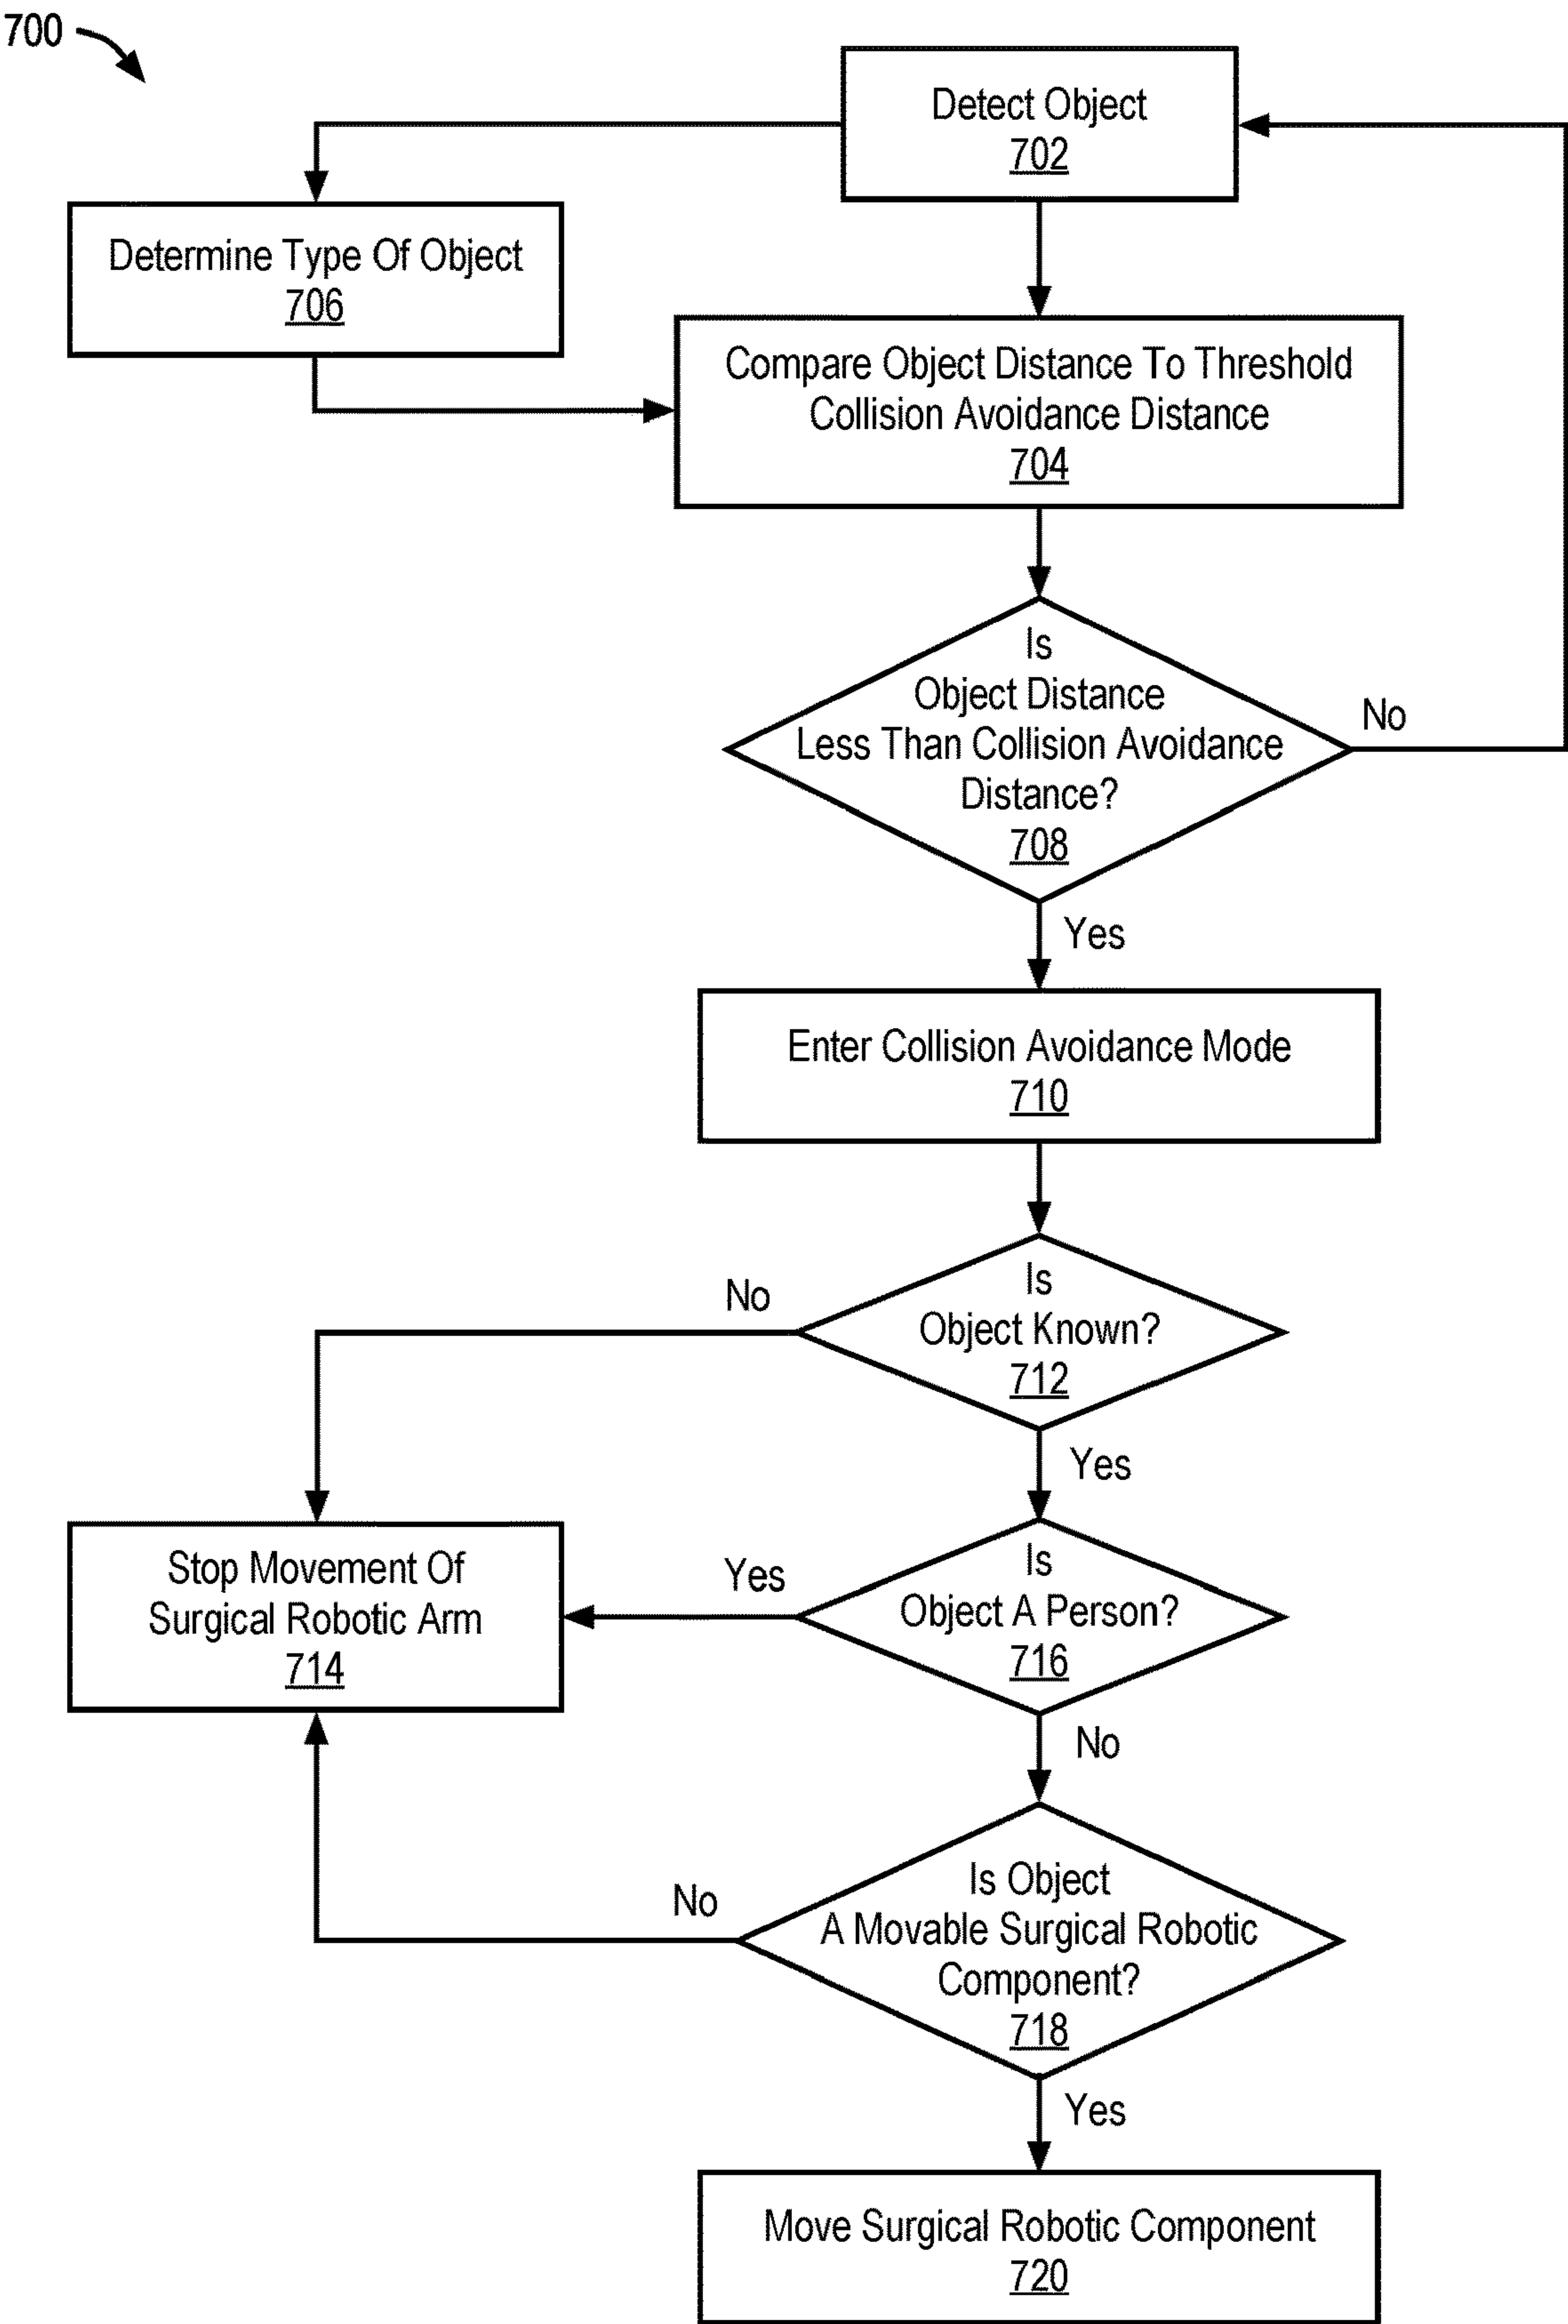 700
Detect Object
702
Determine Type Of Object
706
Compare Object Distance To Threshold
Collision Avoidance Distance
704
Is
Object Distance
Less Than Collision Avoidance
Distance?
708
No
Yes
Enter Collision Avoidance Mode
710
Is
Object Known?
712
No
Yes
Stop Movement Of
Surgical Robotic Arm
714
Is
Object A Person?
716
Yes
No
Is Object
A Movable Surgical Robotic
Component?
718
No
Yes
Move Surgical Robotic Component
720